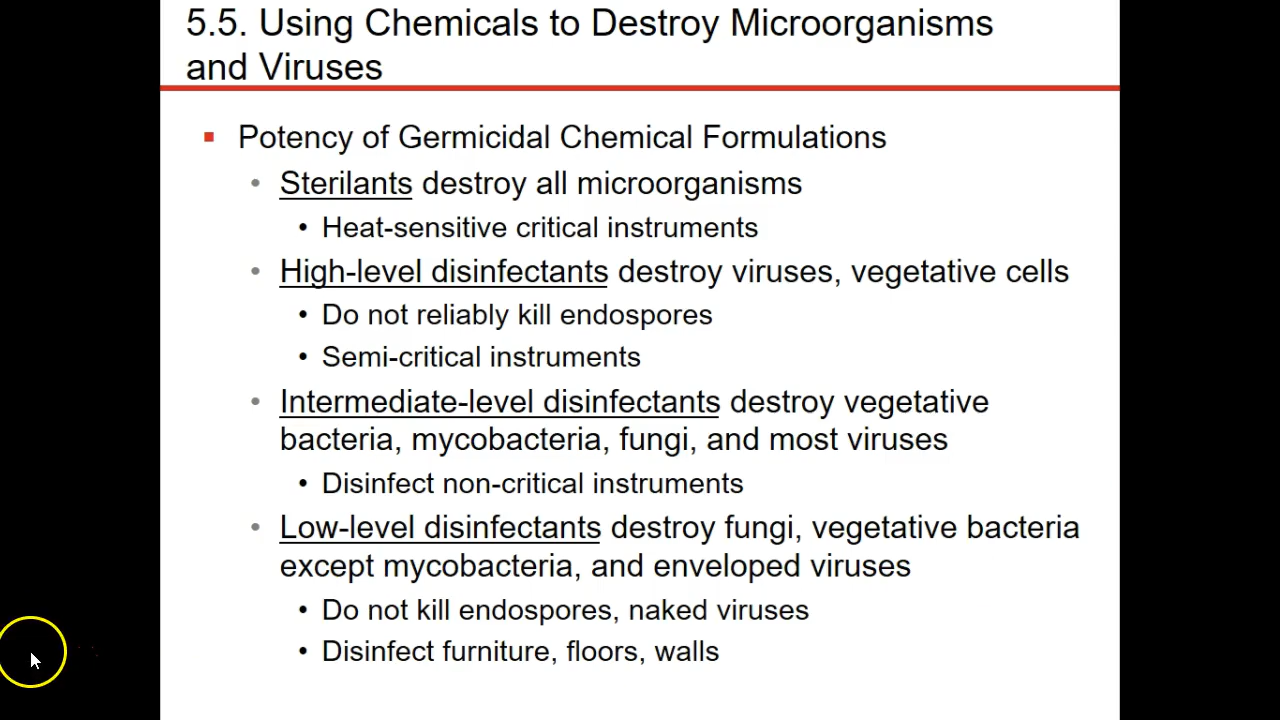 5.5. Using Chemicals to Destroy Microorganisms
and Viruses
Potency of Germicidal Chemical Formulations
Sterilants destroy all microorganisms
Heat-sensitive critical instruments
High-level disinfectants destroy viruses, vegetative cells
Do not reliably kill endospores
Semi-critical instruments
Intermediate-level disinfectants destroy vegetative
bacteria, mycobacteria, fungi, and most viruses
Disinfect non-critical instruments
Low-level disinfectants destroy fungi, vegetative bacteria
except mycobacteria, and enveloped viruses
Do not kill endospores, naked viruses
Disinfect furniture, floors, walls